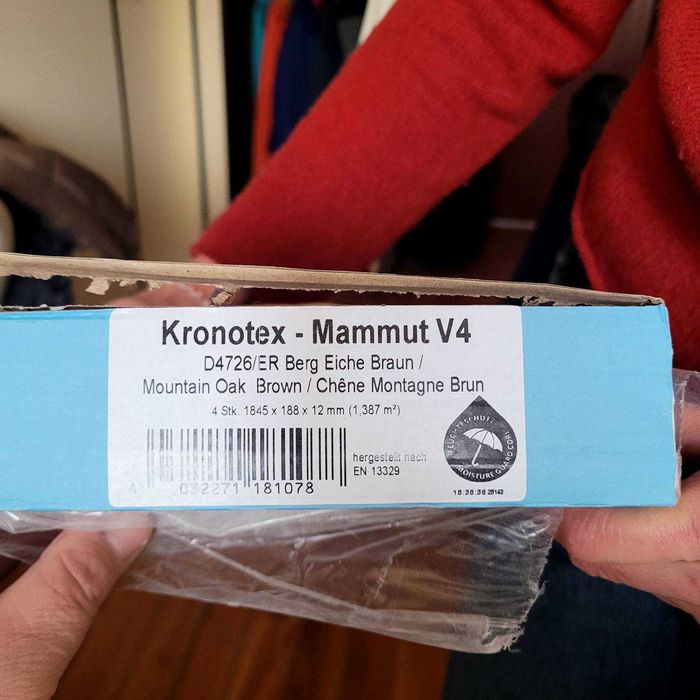 Kronotex - Mammut V4
D4726/ER Berg Eiche Braun /
Mountain Oak Brown / Chêne Montagne Brun
4 Stk. 1845 x 188 x 12 mm (1,387 m²)
FEUCHTESCHUTZ
MOISTURE GUARD CORE
hergestellt nach
EN 13329
4 032271 181078
18:38:36 25143